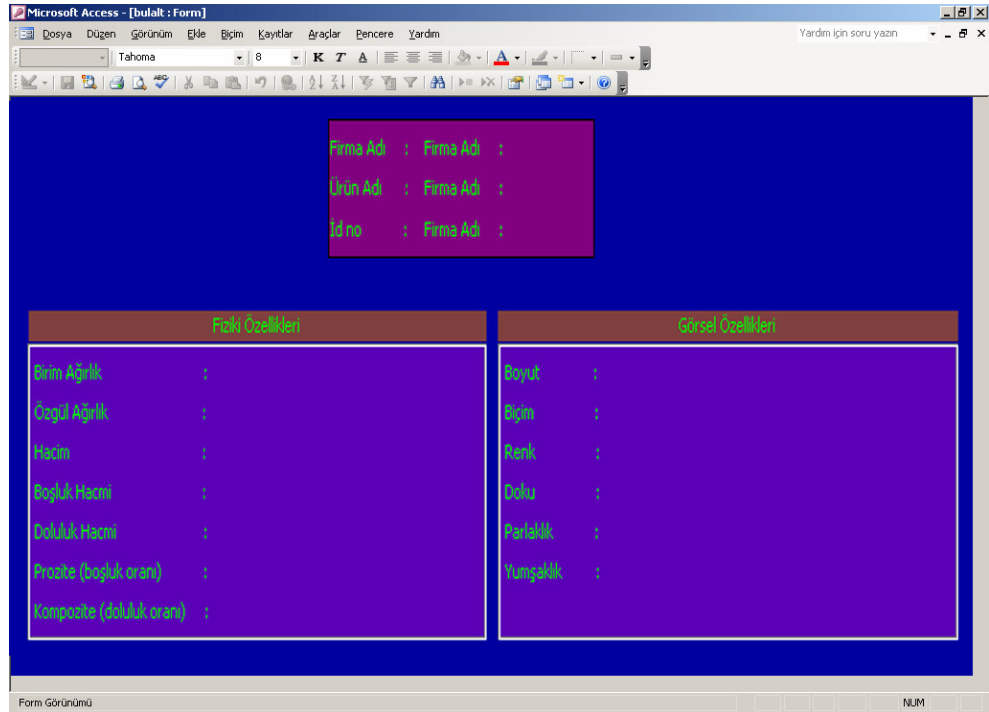 Microsoft Access - [bulalt : Form]
Dosya Düzen Görünüm Ekle Biçim Kayıtlar Araçlar Pencere Yardım Yardım için soru yazın
Tahoma 8 K T A A
Firma Adı : Firma Adı :
Ürün Adı : Firma Adı :
İd no : Firma Adı :
Fiziki Özellikleri Görsel Özellikleri
Birim Ağırlık : Boyut :
Özgül Ağırlık : Biçim :
Hacim : Renk :
Boşluk Hacmi : Doku :
Doluluk Hacmi : Parlaklık :
Prozite (boşluk oranı) : Yumşaklık :
Kompozite (doluluk oranı) :
Form Görünümü NUM